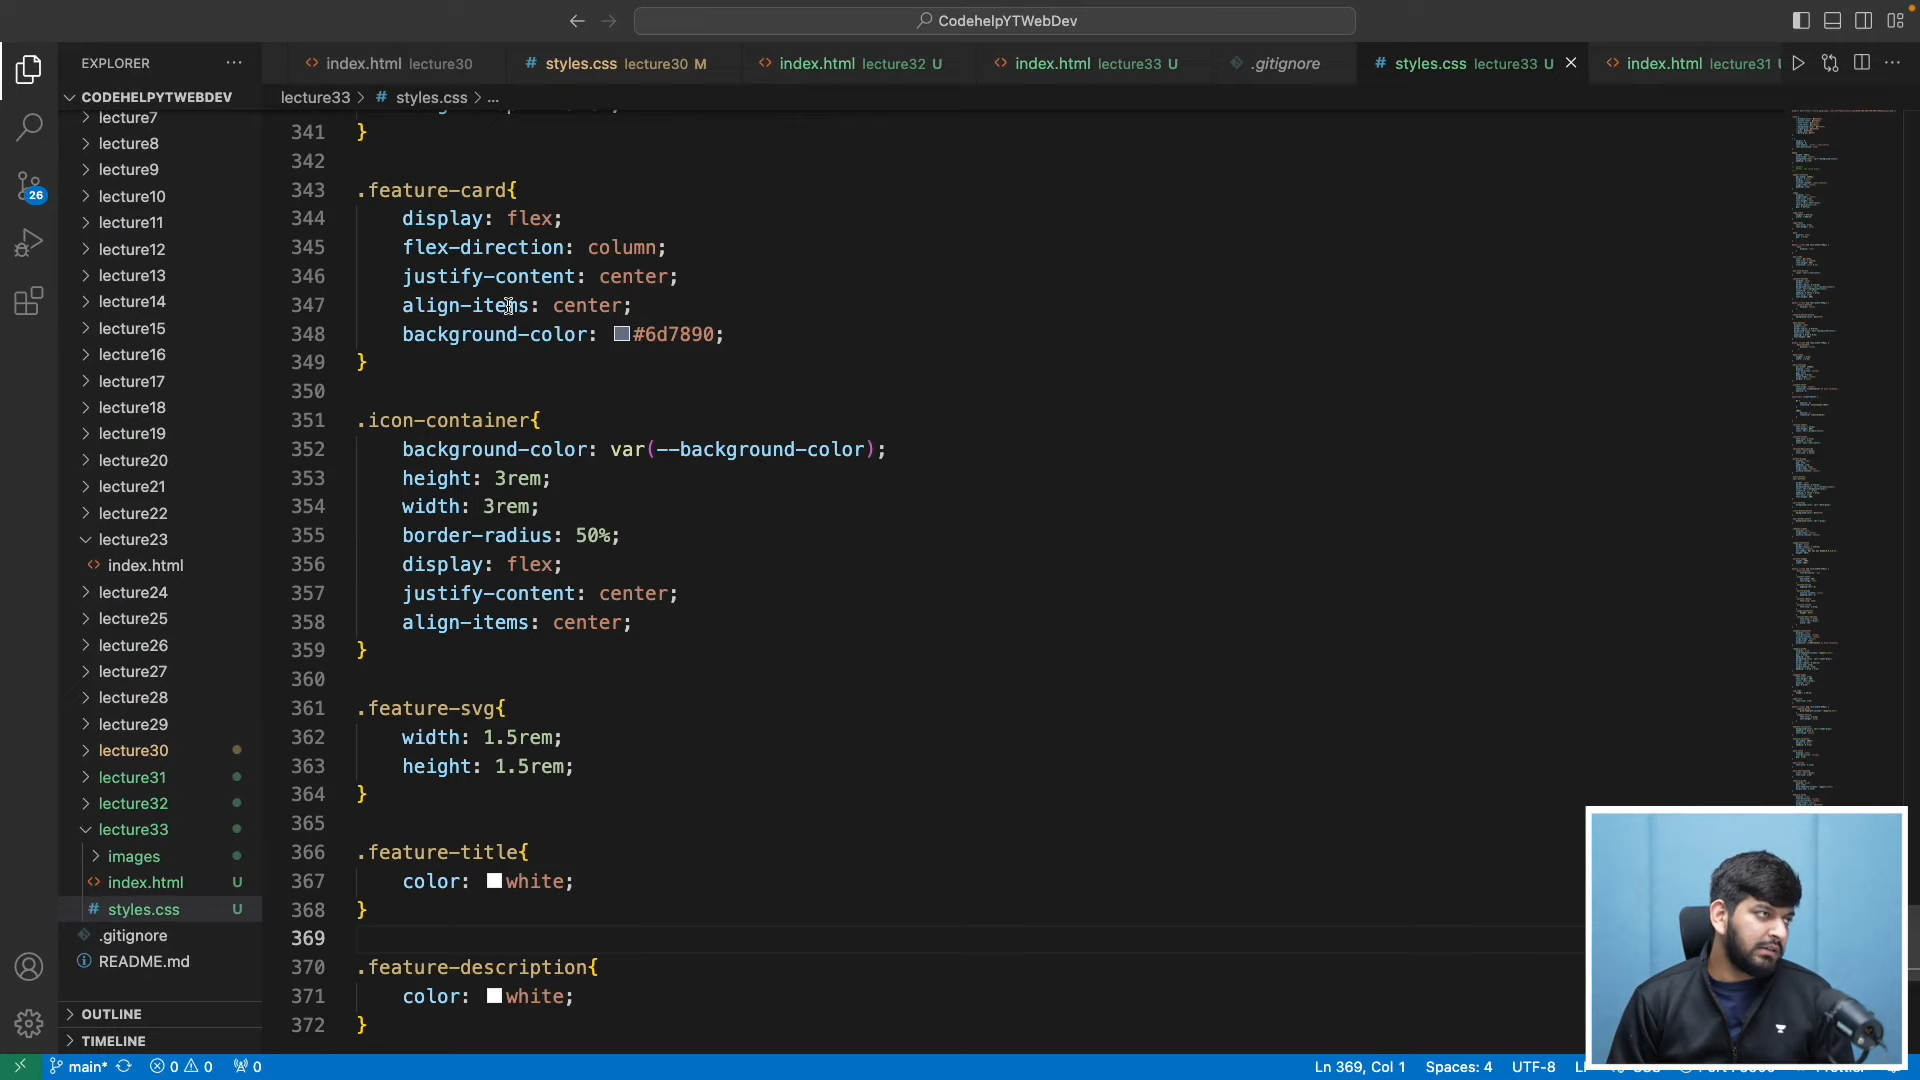 CodehelpYTWebDev
EXPLORER
index.html lecture30
styles.css lecture30 M
index.html lecture32 U
index.html lecture33 U
.gitignore
styles.css lecture33 U
index.html lecture31
CODEHELPYTWEBDEV
lecture33 > # styles.css > ...
lecture7
lecture8
lecture9
lecture10
lecture11
lecture12
lecture13
lecture14
lecture15
lecture16
lecture17
lecture18
lecture19
lecture20
lecture21
lecture22
lecture23
index.html
lecture24
lecture25
lecture26
lecture27
lecture28
lecture29
lecture30
lecture31
lecture32
lecture33
images
index.html U
# styles.css U
.gitignore
README.md
OUTLINE
TIMELINE
26
341 }
342
343 .feature-card{
344 display: flex;
345 flex-direction: column;
346 justify-content: center;
347 align-items: center;
348 background-color: #6d7890;
349 }
350
351 .icon-container{
352 background-color: var(--background-color);
353 height: 3rem;
354 width: 3rem;
355 border-radius: 50%;
356 display: flex;
357 justify-content: center;
358 align-items: center;
359 }
360
361 .feature-svg{
362 width: 1.5rem;
363 height: 1.5rem;
364 }
365
366 .feature-title{
367 color: white;
368 }
369
370 .feature-description{
371 color: white;
372 }
main* 0 0 0
Ln 369, Col 1 Spaces: 4 UTF-8